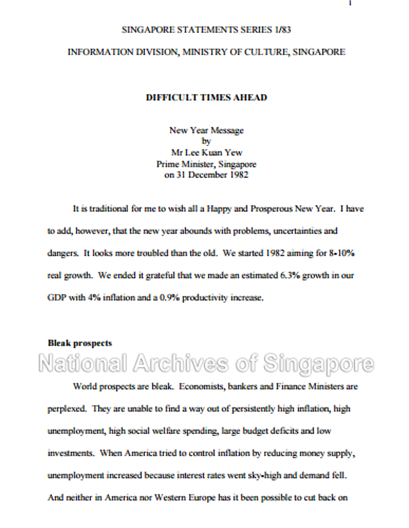 1
SINGAPORE STATEMENTS SERIES 1/83
INFORMATION DIVISION, MINISTRY OF CULTURE, SINGAPORE
DIFFICULT TIMES AHEAD
New Year Message
by
Mr Lee Kuan Yew
Prime Minister, Singapore
on 31 December 1982
It is traditional for me to wish all a Happy and Prosperous New Year. I have
to add, however, that the new year abounds with problems, uncertainties and
dangers. It looks more troubled than the old. We started 1982 aiming for 8-10%
real growth. We ended it grateful that we made an estimated 6.3% growth in our
GDP with 4% inflation and a 0.9% productivity increase.
Bleak prospects
National Archives of Singapore
World prospects are bleak. Economists, bankers and Finance Ministers are
perplexed. They are unable to find a way out of persistently high inflation, high
unemployment, high social welfare spending, large budget deficits and low
investments. When America tried to control inflation by reducing money supply,
unemployment increased because interest rates went sky-high and demand fell.
And neither in America nor Western Europe has it been possible to cut back on